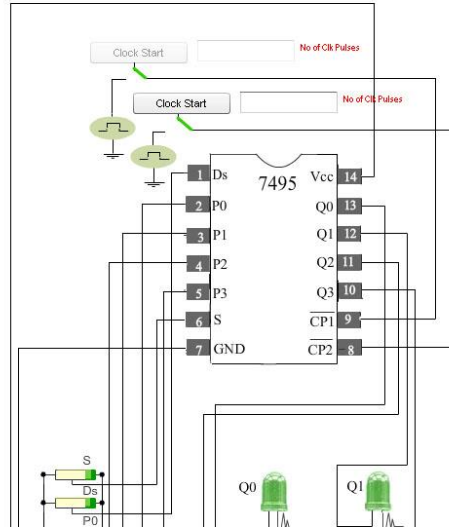 Clock Start
No of Clk Pulses
Clock Start
No of Clk Pulses
7495
1 Ds
2 P0
3 P1
4 P2
5 P3
6 S
7 GND
Vcc 14
Q0 13
Q1 12
Q2 11
Q3 10
CP1 9
CP2 8
S
Ds
P0
Q0
Q1